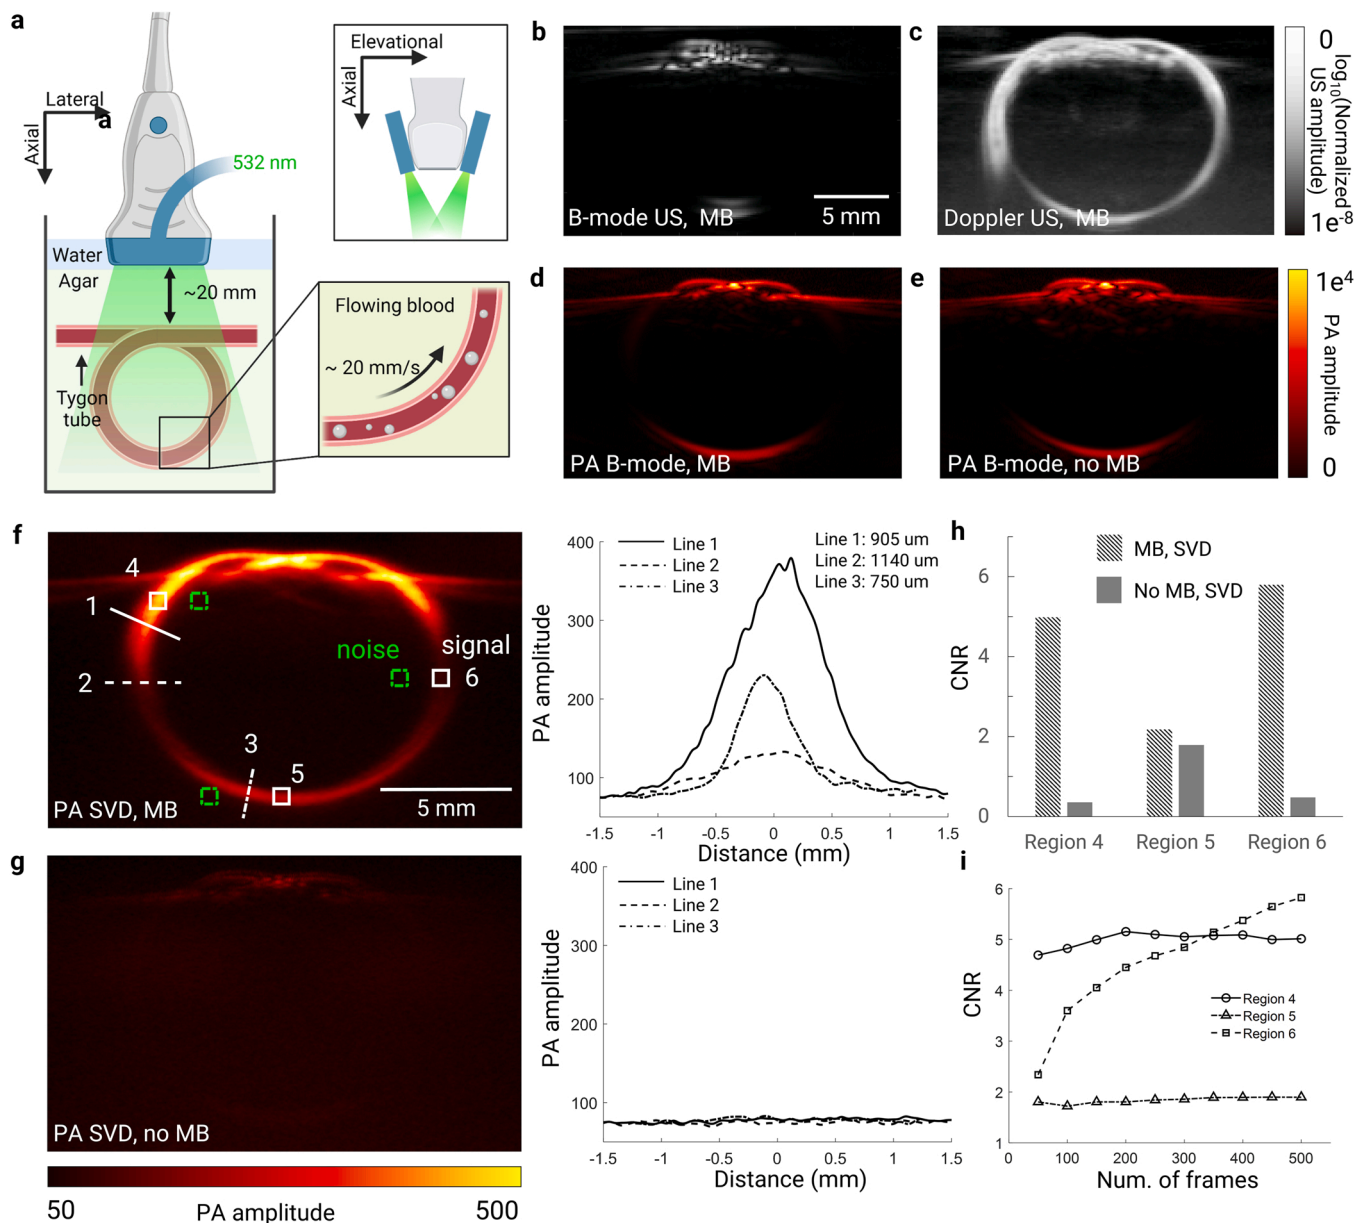 a
Lateral
a
Axial
532 nm
Water
Agar
~20 mm
Tygon
tube
Elevational
Axial
Flowing blood
~ 20 mm/s
b
B-mode US, MB
5 mm
c
Doppler US, MB
0
log10(Normalized
US amplitude)
1e-8
d
PA B-mode, MB
e
PA B-mode, no MB
1e4
PA amplitude
0
f
4
1
2
noise
signal
6
3
5
PA SVD, MB
5 mm
400
300
200
100
PA amplitude
Line 1
Line 2
Line 3
Line 1: 905 um
Line 2: 1140 um
Line 3: 750 um
-1.5
-1
-0.5
0
0.5
1
1.5
Distance (mm)
h
MB, SVD
No MB, SVD
6
4
2
0
CNR
Region 4
Region 5
Region 6
g
PA SVD, no MB
50
PA amplitude
500
400
300
200
100
PA amplitude
Line 1
Line 2
Line 3
-1.5
-1
-0.5
0
0.5
1
1.5
Distance (mm)
i
6
5
4
3
2
1
CNR
Region 4
Region 5
Region 6
0
100
200
300
400
500
Num. of frames